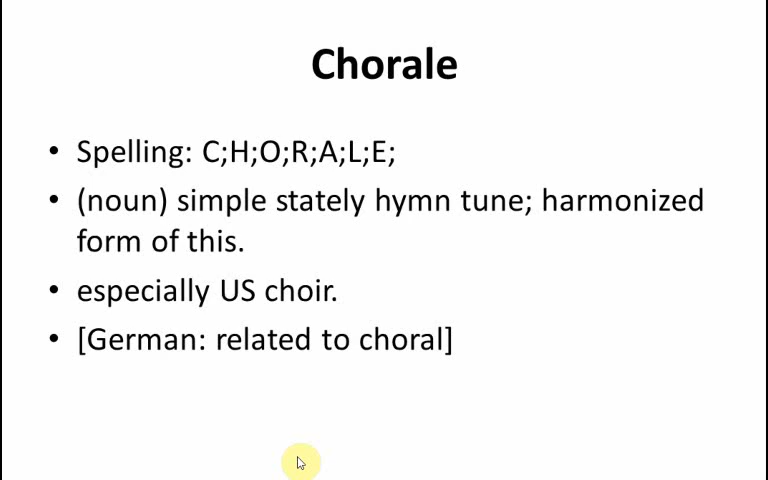 Chorale
• Spelling: C;H;O;R;A;L;E;
• (noun) simple stately hymn tune; harmonized
form of this.
• especially US choir.
• [German: related to choral]